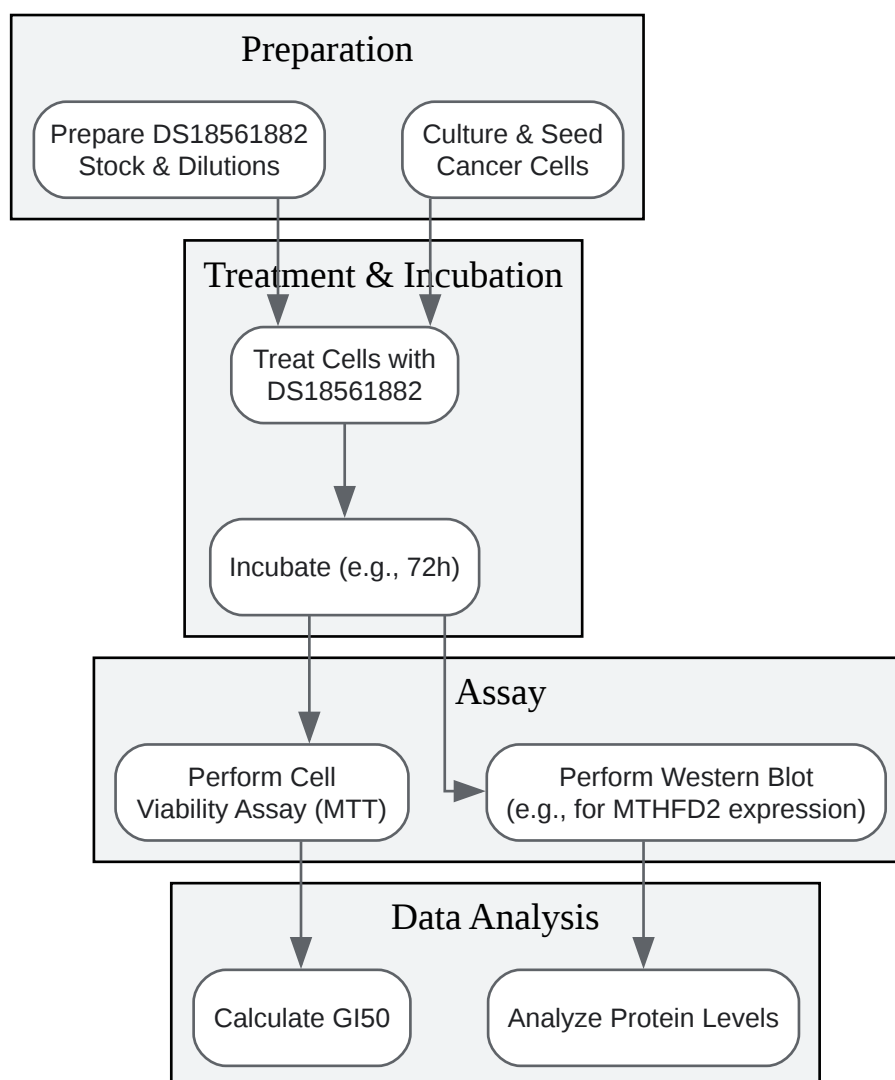 Preparation
Prepare DS18561882
Stock & Dilutions
Culture & Seed
Cancer Cells
Treatment & Incubation
Treat Cells with
DS18561882
Incubate (e.g., 72h)
Assay
Perform Cell
Viability Assay (MTT)
Perform Western Blot
(e.g., for MTHFD2 expression)
Data Analysis
Calculate GI50
Analyze Protein Levels